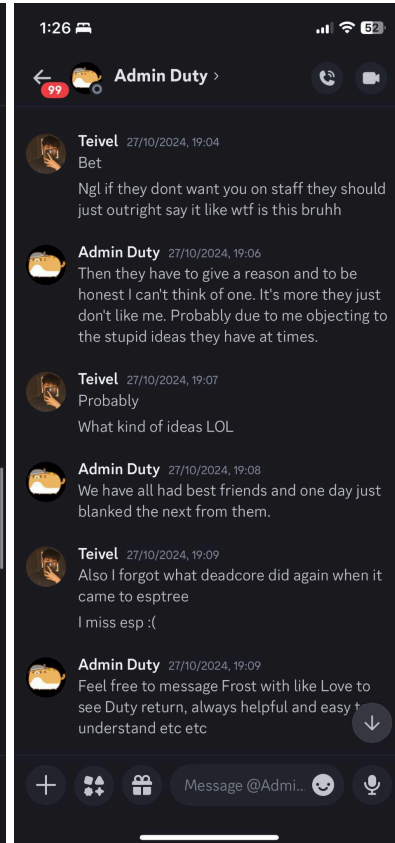 1:26
52
99
Admin Duty ›
Teivel 27/10/2024, 19:04
Bet
Ngl if they dont want you on staff they should
just outright say it like wtf is this bruhh
Admin Duty 27/10/2024, 19:06
Then they have to give a reason and to be
honest I can't think of one. It's more they just
don't like me. Probably due to me objecting to
the stupid ideas they have at times.
Teivel 27/10/2024, 19:07
Probably
What kind of ideas LOL
Admin Duty 27/10/2024, 19:08
We have all had best friends and one day just
blanked the next from them.
Teivel 27/10/2024, 19:09
Also I forgot what deadcore did again when it
came to esptree
I miss esp :(
Admin Duty 27/10/2024, 19:09
Feel free to message Frost with like Love to
see Duty return, always helpful and easy
understand etc etc
Message @Admi...